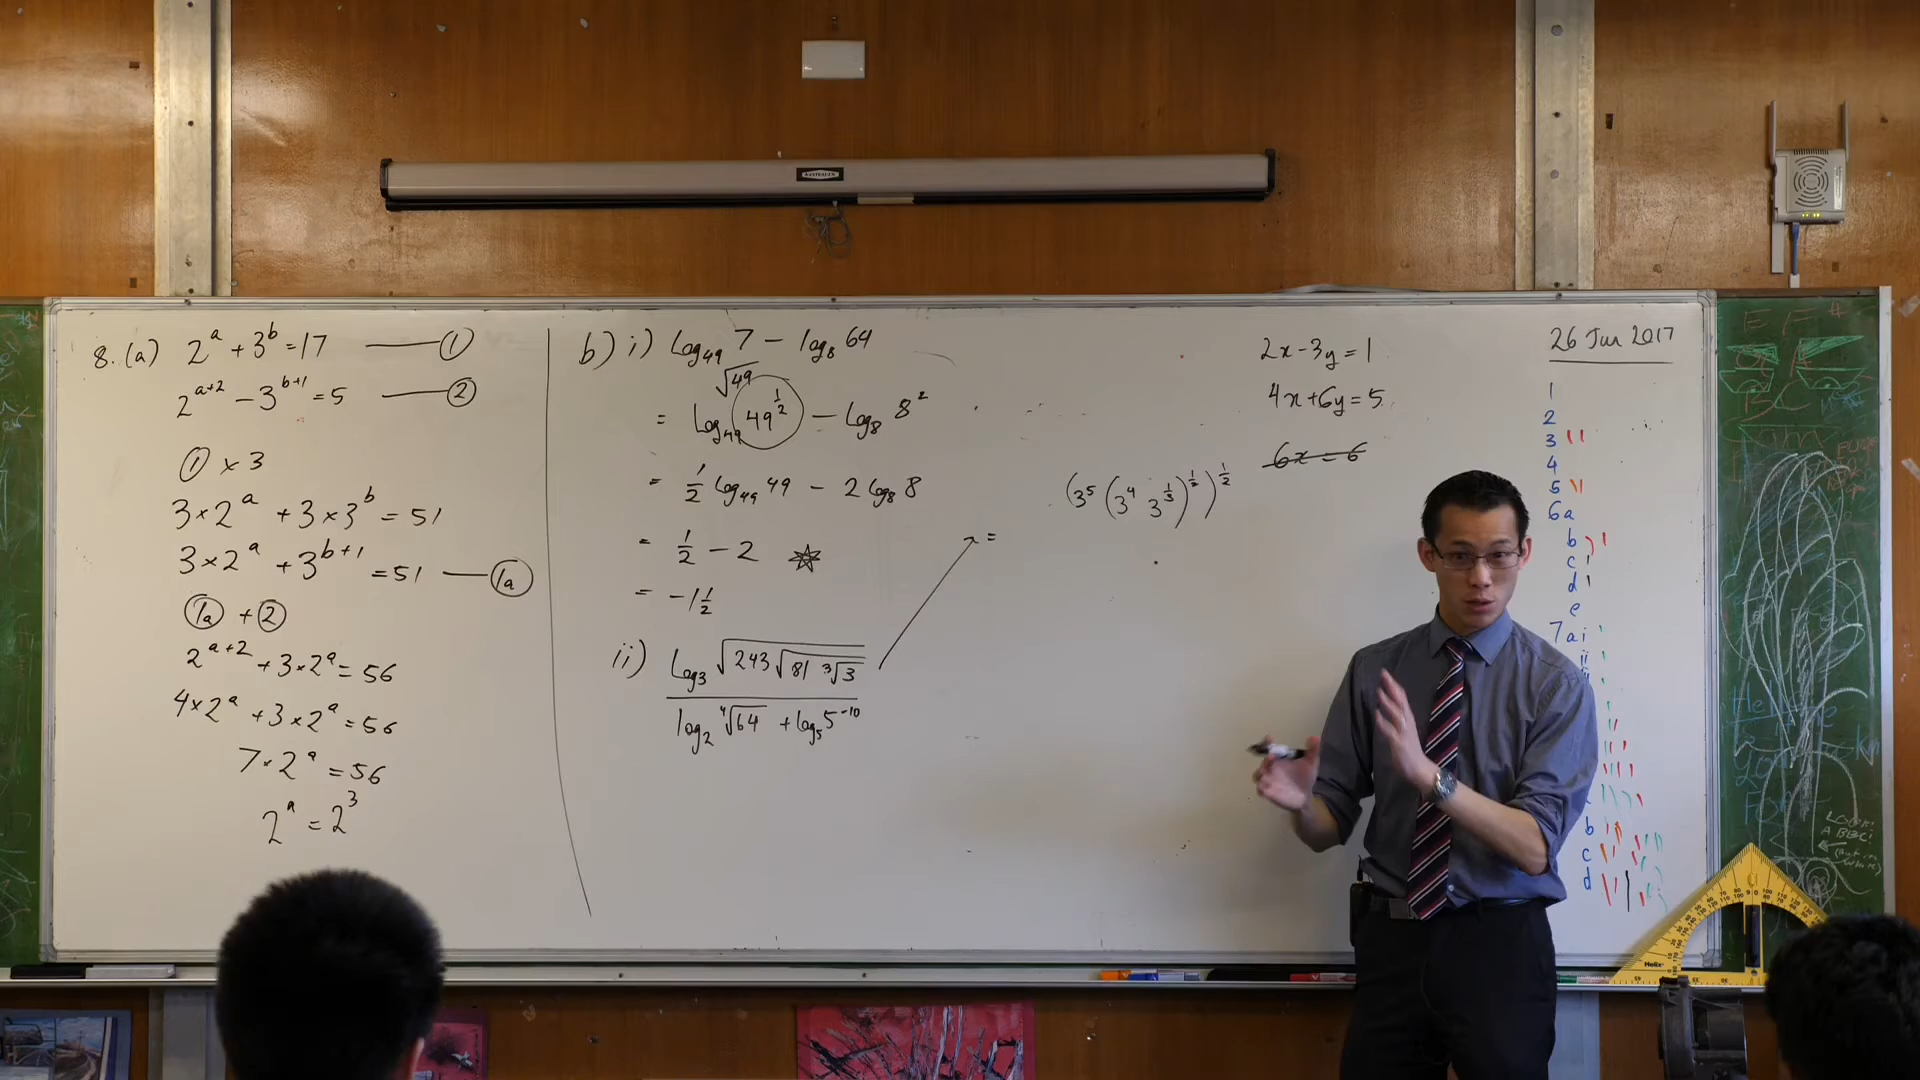 8. (a) 2^a + 3^b = 17 —— ①
2^(a+2) − 3^(b+1) = 5 —— ②
① × 3
3 × 2^a + 3 × 3^b = 51
3 × 2^a + 3^(b+1) = 51 —— (1a)
(1a) + ②
2^(a+2) + 3 × 2^a = 56
4 × 2^a + 3 × 2^a = 56
7 × 2^a = 56
2^a = 2^3
b) i) log₄₉ 7 − log₈ 64
√49
= log₄₉ 49^(1/2) − log₈ 8^2
= 1/2 log₄₉ 49 − 2 log₈ 8
= 1/2 − 2
= −1 1/2
ii) log₃ √(243 √(81 ∛3))
log₂ ∜64 + log₅ 5^(−10)
x =
(3^5 (3^4 3^(1/3))^(1/2))^(1/2)
2x − 3y = 1
4x + 6y = 5
6x = 6
26 Jun 2017
1
2
3
4
5
6 a
b
c
d
e
7 a i
ii
b
c
d
Helix